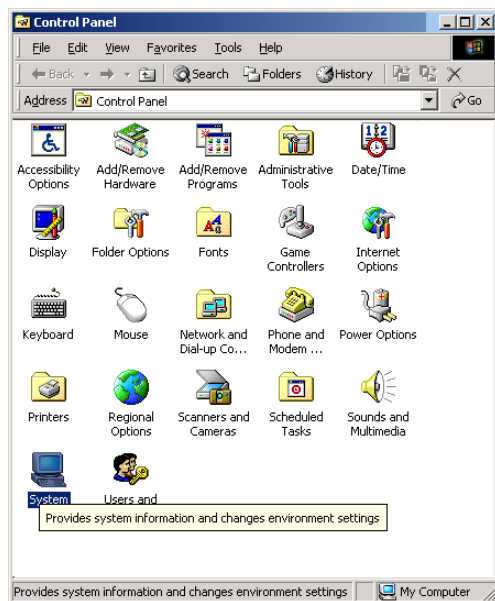 Control Panel
File Edit View Favorites Tools Help
Back Search Folders History
Address Control Panel Go
Accessibility Options Add/Remove Hardware Add/Remove Programs Administrative Tools Date/Time
Display Folder Options Fonts Game Controllers Internet Options
Keyboard Mouse Network and Dial-up Co... Phone and Modem ... Power Options
Printers Regional Options Scanners and Cameras Scheduled Tasks Sounds and Multimedia
System Users and
Provides system information and changes environment settings
Provides system information and changes environment settings My Computer